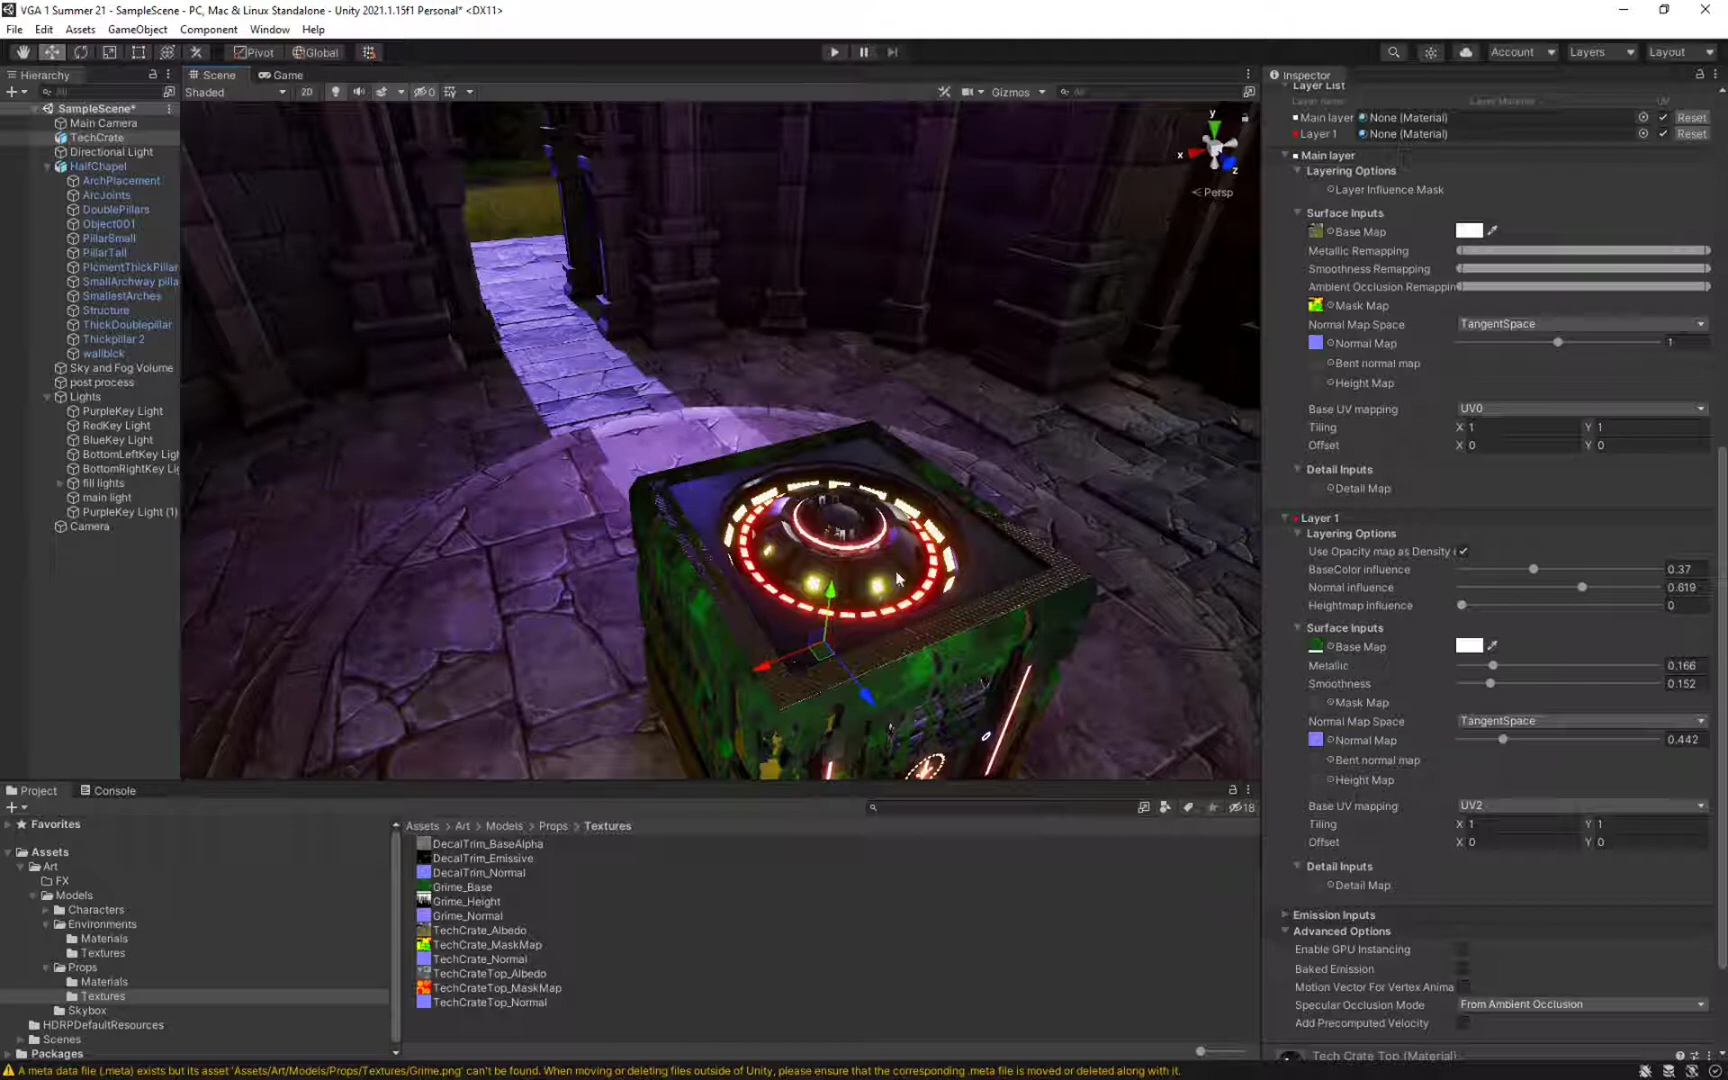 VGA 1 Summer 21 - SampleScene - PC, Mac & Linux Standalone - Unity 2021.1.15f1 Personal* <DX11>
File Edit Assets GameObject Component Window Help
Pivot Global Account Layers Layout
Hierarchy
All
SampleScene*
Main Camera
TechCrate
Directional Light
HalfChapel
ArchPlacement
ArcJoints
DoublePillars
Object001
PillarSmall
PillarTall
PlcmentThickPillar
SmallArchway pilla
SmallestArches
Structure
ThickDoublepillar
Thickpillar 2
wallblck
Sky and Fog Volume
post process
Lights
PurpleKey Light
RedKey Light
BlueKey Light
BottomLeftKey Lig
BottomRightKey Lig
fill lights
main light
PurpleKey Light (1)
Camera
Scene Game
Shaded 2D 0 Gizmos All
y
x
z
Persp
Inspector
Layer List
Layer name Layer Material UV
Main layer None (Material) Reset
Layer 1 None (Material) Reset
Main layer
Layering Options
Layer Influence Mask
Surface Inputs
Base Map
Metallic Remapping
Smoothness Remapping
Ambient Occlusion Remappin
Mask Map
Normal Map Space TangentSpace
Normal Map 1
Bent normal map
Height Map
Base UV mapping UV0
Tiling X 1 Y 1
Offset X 0 Y 0
Detail Inputs
Detail Map
Layer 1
Layering Options
Use Opacity map as Density
BaseColor influence 0.37
Normal influence 0.619
Heightmap influence 0
Surface Inputs
Base Map
Metallic 0.166
Smoothness 0.152
Mask Map
Normal Map Space TangentSpace
Normal Map 0.442
Bent normal map
Height Map
Base UV mapping UV2
Tiling X 1 Y 1
Offset X 0 Y 0
Detail Inputs
Detail Map
Emission Inputs
Advanced Options
Enable GPU Instancing
Baked Emission
Motion Vector For Vertex Anima
Specular Occlusion Mode From Ambient Occlusion
Add Precomputed Velocity
Tech Crate Top (Material)
Project Console
18
Favorites
Assets
Art
FX
Models
Characters
Environments
Materials
Textures
Props
Materials
Textures
Skybox
HDRPDefaultResources
Scenes
Packages
Assets > Art > Models > Props > Textures
DecalTrim_BaseAlpha
DecalTrim_Emissive
DecalTrim_Normal
Grime_Base
Grime_Height
Grime_Normal
TechCrate_Albedo
TechCrate_MaskMap
TechCrate_Normal
TechCrateTop_Albedo
TechCrateTop_MaskMap
TechCrateTop_Normal
A meta data file (.meta) exists but its asset 'Assets/Art/Models/Props/Textures/Grime.png' can't be found. When moving or deleting files outside of Unity, please ensure that the corresponding .meta file is moved or deleted along with it.